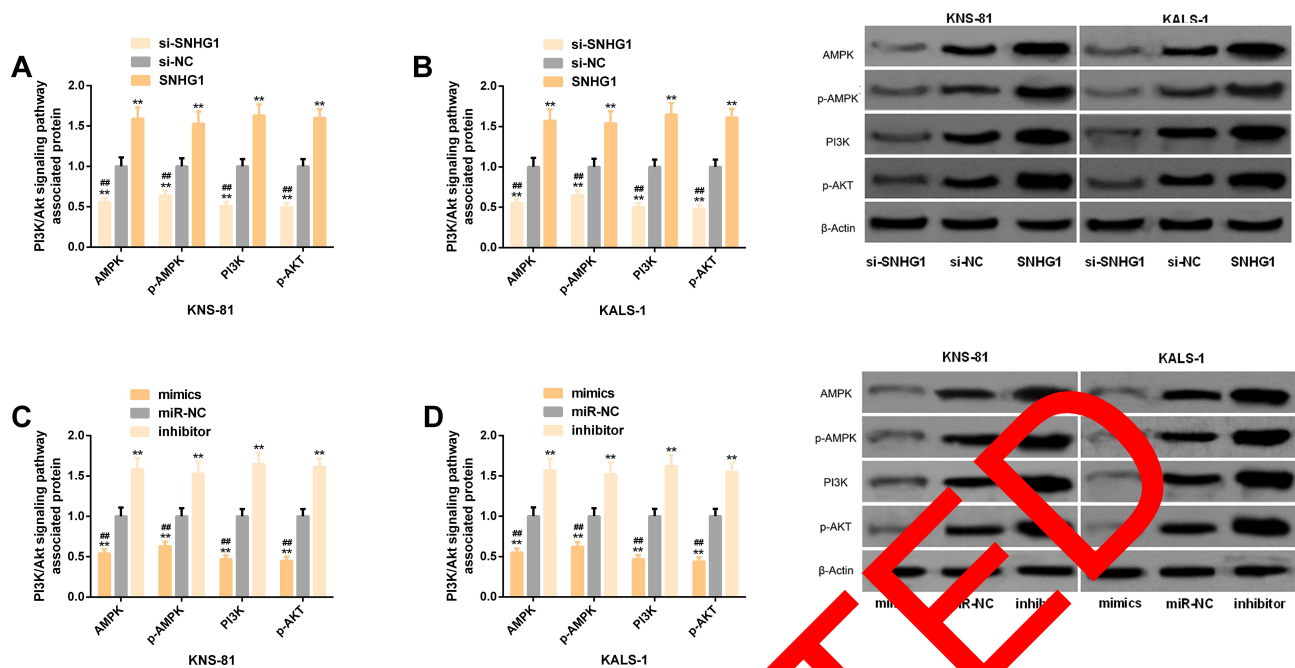 A
si-SNHG1
si-NC
SNHG1
PI3K/Akt signaling pathway
associated protein
2.0
1.5
1.0
0.5
0.0
** ** ** **
## ## ## ##
** ** ** **
AMPK
p-AMPK
PI3K
p-AKT
KNS-81
B
si-SNHG1
si-NC
SNHG1
PI3K/Akt signaling pathway
associated protein
2.0
1.5
1.0
0.5
0.0
** ** ** **
## ## ## ##
** ** ** **
AMPK
p-AMPK
PI3K
p-AKT
KALS-1
KNS-81 KALS-1
AMPK
p-AMPK
PI3K
p-AKT
β-Actin
si-SNHG1 si-NC SNHG1 si-SNHG1 si-NC SNHG1
C
mimics
miR-NC
inhibitor
PI3K/Akt signaling pathway
associated protein
2.0
1.5
1.0
0.5
0.0
** ** ** **
## ## ## ##
** ** ** **
AMPK
p-AMPK
PI3K
p-AKT
KNS-81
D
mimics
miR-NC
inhibitor
PI3K/Akt signaling pathway
associated protein
2.0
1.5
1.0
0.5
0.0
** ** ** **
## ## ## ##
** ** ** **
AMPK
p-AMPK
PI3K
p-AKT
KALS-1
KNS-81 KALS-1
AMPK
p-AMPK
PI3K
p-AKT
β-Actin
mimics miR-NC inhibitor
TED